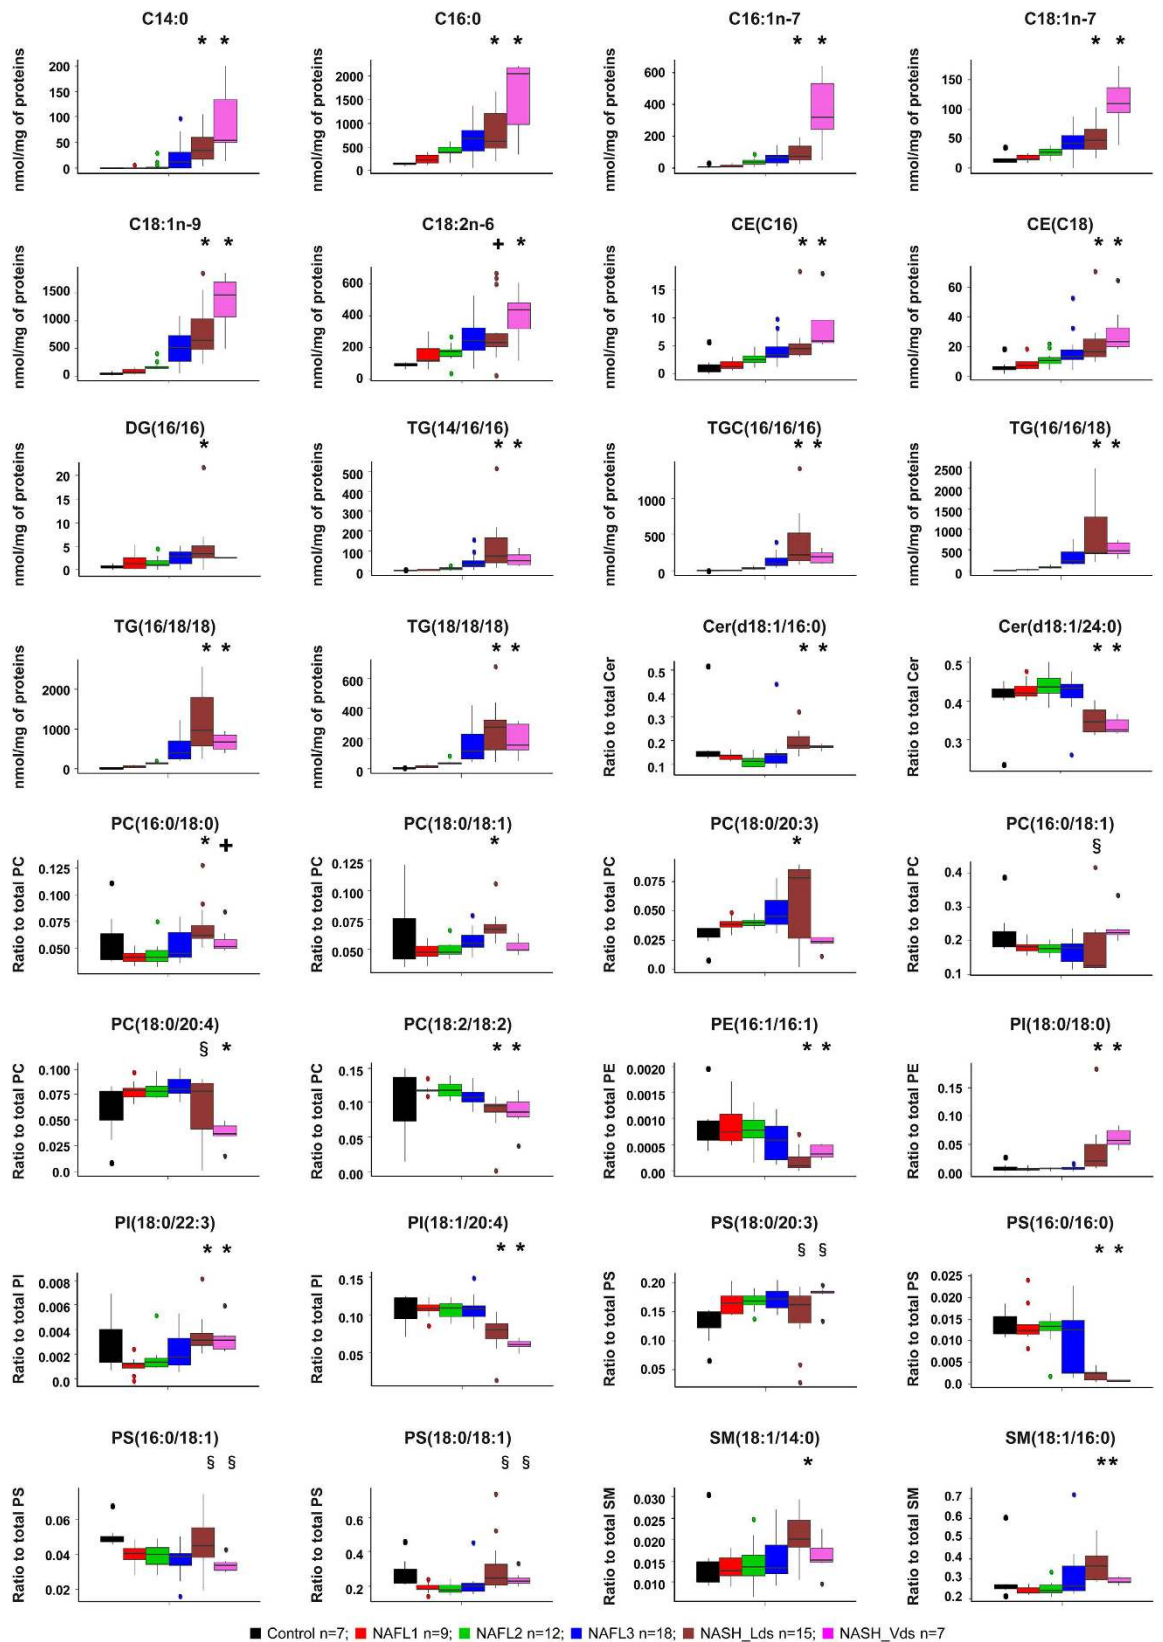 C14:0 C16:0 C16:1n-7 C18:1n-7
* * * * * * * *
nmol/mg of proteins 200 150 100 50 0
nmol/mg of proteins 2000 1500 1000 500 0
nmol/mg of proteins 600 400 200 0
nmol/mg of proteins 150 100 50 0
C18:1n-9 C18:2n-6 CE(C16) CE(C18)
* * + * * * * *
nmol/mg of proteins 1500 1000 500 0
nmol/mg of proteins 600 400 200 0
nmol/mg of proteins 15 10 5 0
nmol/mg of proteins 60 40 20 0
DG(16/16) TG(14/16/16) TGC(16/16/16) TG(16/16/18)
* * * * * * *
nmol/mg of proteins 20 15 10 5 0
nmol/mg of proteins 500 400 300 200 100 0
nmol/mg of proteins 1000 500 0
nmol/mg of proteins 2500 2000 1500 1000 500 0
TG(16/18/18) TG(18/18/18) Cer(d18:1/16:0) Cer(d18:1/24:0)
* * * * * * * *
nmol/mg of proteins 2000 1000 0
nmol/mg of proteins 600 400 200 0
Ratio to total Cer 0.5 0.4 0.3 0.2 0.1
Ratio to total Cer 0.5 0.4 0.3
PC(16:0/18:0) PC(18:0/18:1) PC(18:0/20:3) PC(16:0/18:1)
* + * * §
Ratio to total PC 0.125 0.100 0.075 0.050
Ratio to total PC 0.125 0.100 0.075 0.050
Ratio to total PC 0.075 0.050 0.025 0.0
Ratio to total PC 0.4 0.3 0.2 0.1
PC(18:0/20:4) PC(18:2/18:2) PE(16:1/16:1) PI(18:0/18:0)
§ * * * * * * *
Ratio to total PC 0.100 0.075 0.050 0.025 0.0
Ratio to total PC 0.15 0.10 0.05 0.00
Ratio to total PE 0.0020 0.0015 0.0010 0.0005 0.00
Ratio to total PE 0.15 0.10 0.05 0.00
PI(18:0/22:3) PI(18:1/20:4) PS(18:0/20:3) PS(16:0/16:0)
* * * * § § * *
Ratio to total PI 0.008 0.006 0.004 0.002 0.00
Ratio to total PI 0.15 0.10 0.05
Ratio to total PS 0.20 0.15 0.10 0.05
Ratio to total PS 0.025 0.020 0.015 0.010 0.005 0.0
PS(16:0/18:1) PS(18:0/18:1) SM(18:1/14:0) SM(18:1/16:0)
§ § § § * **
Ratio to total PS 0.06 0.04 0.02
Ratio to total PS 0.6 0.4 0.2
Ratio to total SM 0.030 0.025 0.020 0.015 0.010
Ratio to total SM 0.7 0.6 0.5 0.4 0.3 0.2
Control n=7; NAFL1 n=9; NAFL2 n=12; NAFL3 n=18; NASH_Lds n=15; NASH_Vds n=7